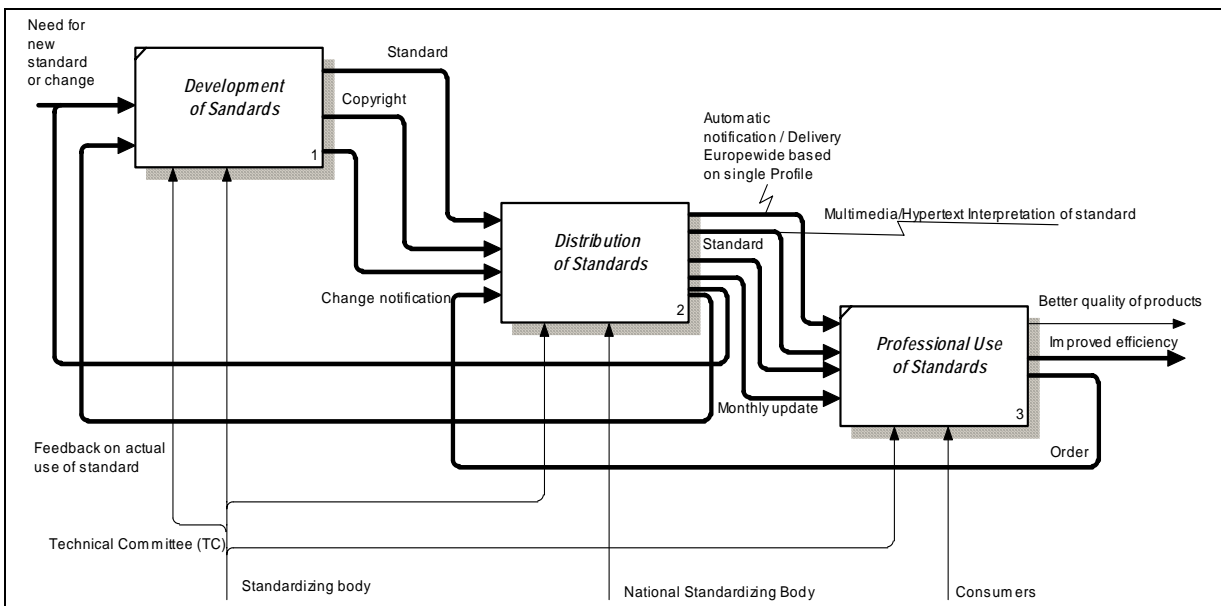 Need for
new
standard
or change
Development
of Sandards
1
Standard
Copyright
Change notification
Distribution
of Standards
2
Automatic
notification / Delivery
Europewide based
on single Profile
Multimedia/Hypertext Interpretation of standard
Standard
Monthly update
Professional Use
of Standards
3
Better quality of products
Improved efficiency
Order
Feedback on actual
use of standard
Technical Committee (TC)
Standardizing body
National Standardizing Body
Consumers